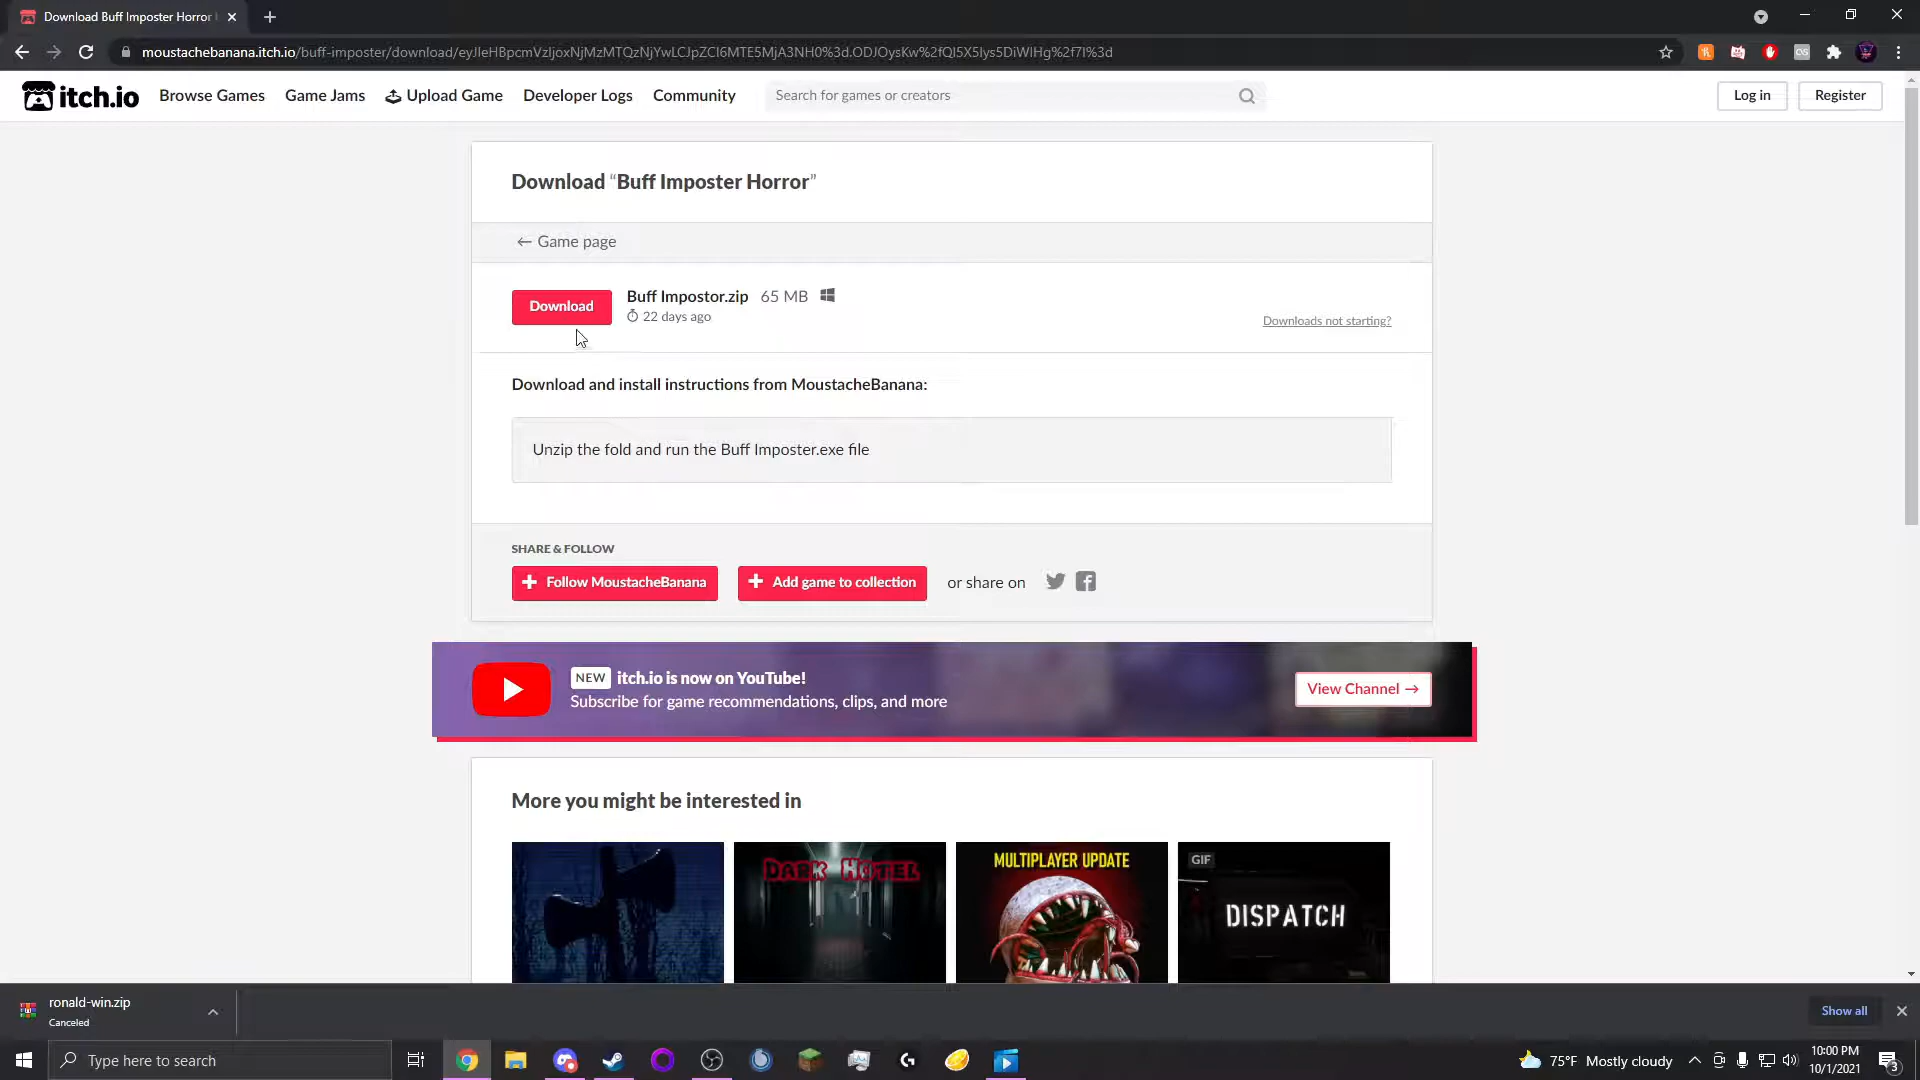 Download Buff Imposter Horror
moustachebanana.itch.io/buff-imposter/download/eyJleHBpcmVzIjoxNjMzMTQzNjYwLCJpZCI6MTE5MjA3NH0%3d.ODJOysKw%2fQI5X5Iys5DiWlHg%2f7I%3d
itch.io Browse Games Game Jams Upload Game Developer Logs Community Search for games or creators Log in Register
Download “Buff Imposter Horror”
← Game page
Download Buff Impostor.zip 65 MB
22 days ago
Downloads not starting?
Download and install instructions from MoustacheBanana:
Unzip the fold and run the Buff Imposter.exe file
SHARE & FOLLOW
Follow MoustacheBanana Add game to collection or share on
NEW itch.io is now on YouTube!
Subscribe for game recommendations, clips, and more
View Channel →
More you might be interested in
DARK HOTEL
MULTIPLAYER UPDATE
GIF
DISPATCH
ronald-win.zip
Canceled
Show all
Type here to search
75°F Mostly cloudy
10:00 PM
10/1/2021
3